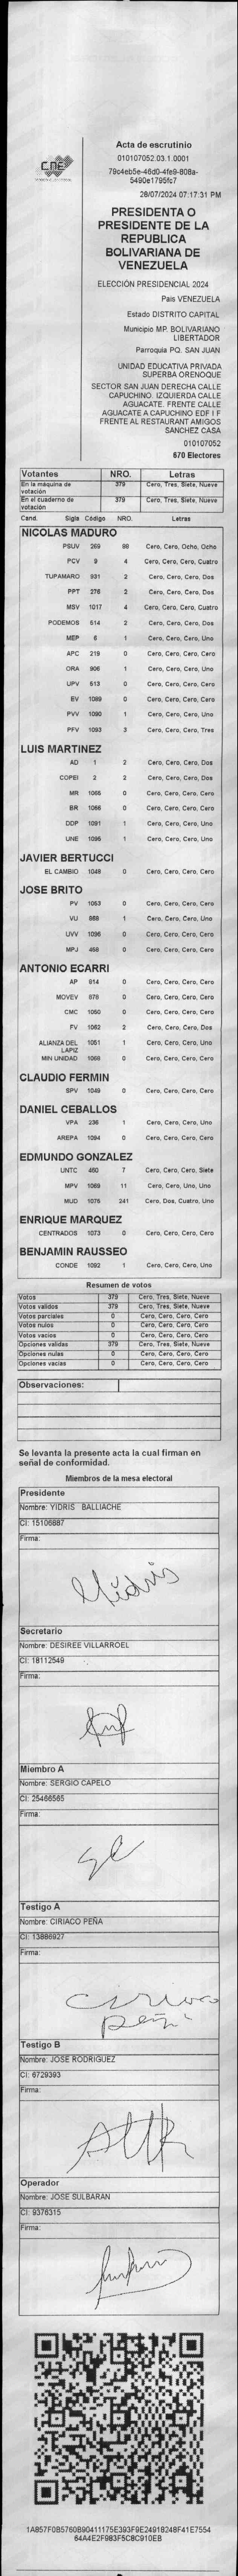 CNE
Acta de escrutinio
010107052.03.1.0001
79c4eb5e-46d0-4fe9-808a-
5490e1795fc7
28/07/2024 07:17:31 PM
PRESIDENTA O
PRESIDENTE DE LA
REPUBLICA
BOLIVARIANA DE
VENEZUELA
ELECCIÓN PRESIDENCIAL 2024
Pais VENEZUELA
Estado DISTRITO CAPITAL
Municipio MP. BOLIVARIANO
LIBERTADOR
Parroquia PQ. SAN JUAN
UNIDAD EDUCATIVA PRIVADA
SUPERBA ORENOQUE
SECTOR SAN JUAN DERECHA CALLE
CAPUCHINO. IZQUIERDA CALLE
AGUACATE. FRENTE CALLE
AGUACATE A CAPUCHINO EDF I F
FRENTE AL RESTAURANT AMIGOS
SANCHEZ CASA
010107052
670 Electores
Votantes NRO. Letras
En la máquina de votación 379 Cero, Tres, Siete, Nueve
En el cuaderno de votación 379 Cero, Tres, Siete, Nueve
Cand. Sigla Código NRO. Letras
NICOLAS MADURO
PSUV 269 88 Cero, Cero, Ocho, Ocho
PCV 9 4 Cero, Cero, Cero, Cuatro
TUPAMARO 931 2 Cero, Cero, Cero, Dos
PPT 276 2 Cero, Cero, Cero, Dos
MSV 1017 4 Cero, Cero, Cero, Cuatro
PODEMOS 514 2 Cero, Cero, Cero, Dos
MEP 6 1 Cero, Cero, Cero, Uno
APC 219 0 Cero, Cero, Cero, Cero
ORA 906 1 Cero, Cero, Cero, Uno
UPV 513 0 Cero, Cero, Cero, Cero
EV 1089 0 Cero, Cero, Cero, Cero
PVV 1090 1 Cero, Cero, Cero, Uno
PFV 1093 3 Cero, Cero, Cero, Tres
LUIS MARTINEZ
AD 1 2 Cero, Cero, Cero, Dos
COPEI 2 2 Cero, Cero, Cero, Dos
MR 1065 0 Cero, Cero, Cero, Cero
BR 1066 0 Cero, Cero, Cero, Cero
DDP 1091 1 Cero, Cero, Cero, Uno
UNE 1095 1 Cero, Cero, Cero, Uno
JAVIER BERTUCCI
EL CAMBIO 1048 0 Cero, Cero, Cero, Cero
JOSE BRITO
PV 1053 0 Cero, Cero, Cero, Cero
VU 888 1 Cero, Cero, Cero, Uno
UVV 1096 0 Cero, Cero, Cero, Cero
MPJ 468 0 Cero, Cero, Cero, Cero
ANTONIO ECARRI
AP 914 0 Cero, Cero, Cero, Cero
MOVEV 878 0 Cero, Cero, Cero, Cero
CMC 1050 0 Cero, Cero, Cero, Cero
FV 1062 2 Cero, Cero, Cero, Dos
ALIANZA DEL LAPIZ 1051 1 Cero, Cero, Cero, Uno
MIN UNIDAD 1068 0 Cero, Cero, Cero, Cero
CLAUDIO FERMIN
SPV 1049 0 Cero, Cero, Cero, Cero
DANIEL CEBALLOS
VPA 236 1 Cero, Cero, Cero, Uno
AREPA 1094 0 Cero, Cero, Cero, Cero
EDMUNDO GONZALEZ
UNTC 460 7 Cero, Cero, Cero, Siete
MPV 1069 11 Cero, Cero, Uno, Uno
MUD 1075 241 Cero, Dos, Cuatro, Uno
ENRIQUE MARQUEZ
CENTRADOS 1073 0 Cero, Cero, Cero, Cero
BENJAMIN RAUSSEO
CONDE 1092 1 Cero, Cero, Cero, Uno
Resumen de votos
Votos 379 Cero, Tres, Siete, Nueve
Votos validos 379 Cero, Tres, Siete, Nueve
Votos parciales 0 Cero, Cero, Cero, Cero
Votos nulos 0 Cero, Cero, Cero, Cero
Votos vacios 0 Cero, Cero, Cero, Cero
Opciones validas 379 Cero, Tres, Siete, Nueve
Opciones nulas 0 Cero, Cero, Cero, Cero
Opciones vacias 0 Cero, Cero, Cero, Cero
Observaciones:
Se levanta la presente acta la cual firman en
señal de conformidad.
Miembros de la mesa electoral
Presidente
Nombre: YIDRIS BALLIACHE
CI: 15106887
Firma:
Yidris
Secretario
Nombre: DESIREE VILLARROEL
CI: 18112549
Firma:
Miembro A
Nombre: SERGIO CAPELO
CI: 25466565
Firma:
Testigo A
Nombre: CIRIACO PEÑA
CI: 13886927
Firma:
Ciriaco
Peña
Testigo B
Nombre: JOSE RODRIGUEZ
CI: 6729393
Firma:
Operador
Nombre: JOSE SULBARAN
CI: 9376315
Firma:
1A857F0B5760B90411175E393F9E24918248F41E7554
64A4E2F983F5C8C910EB